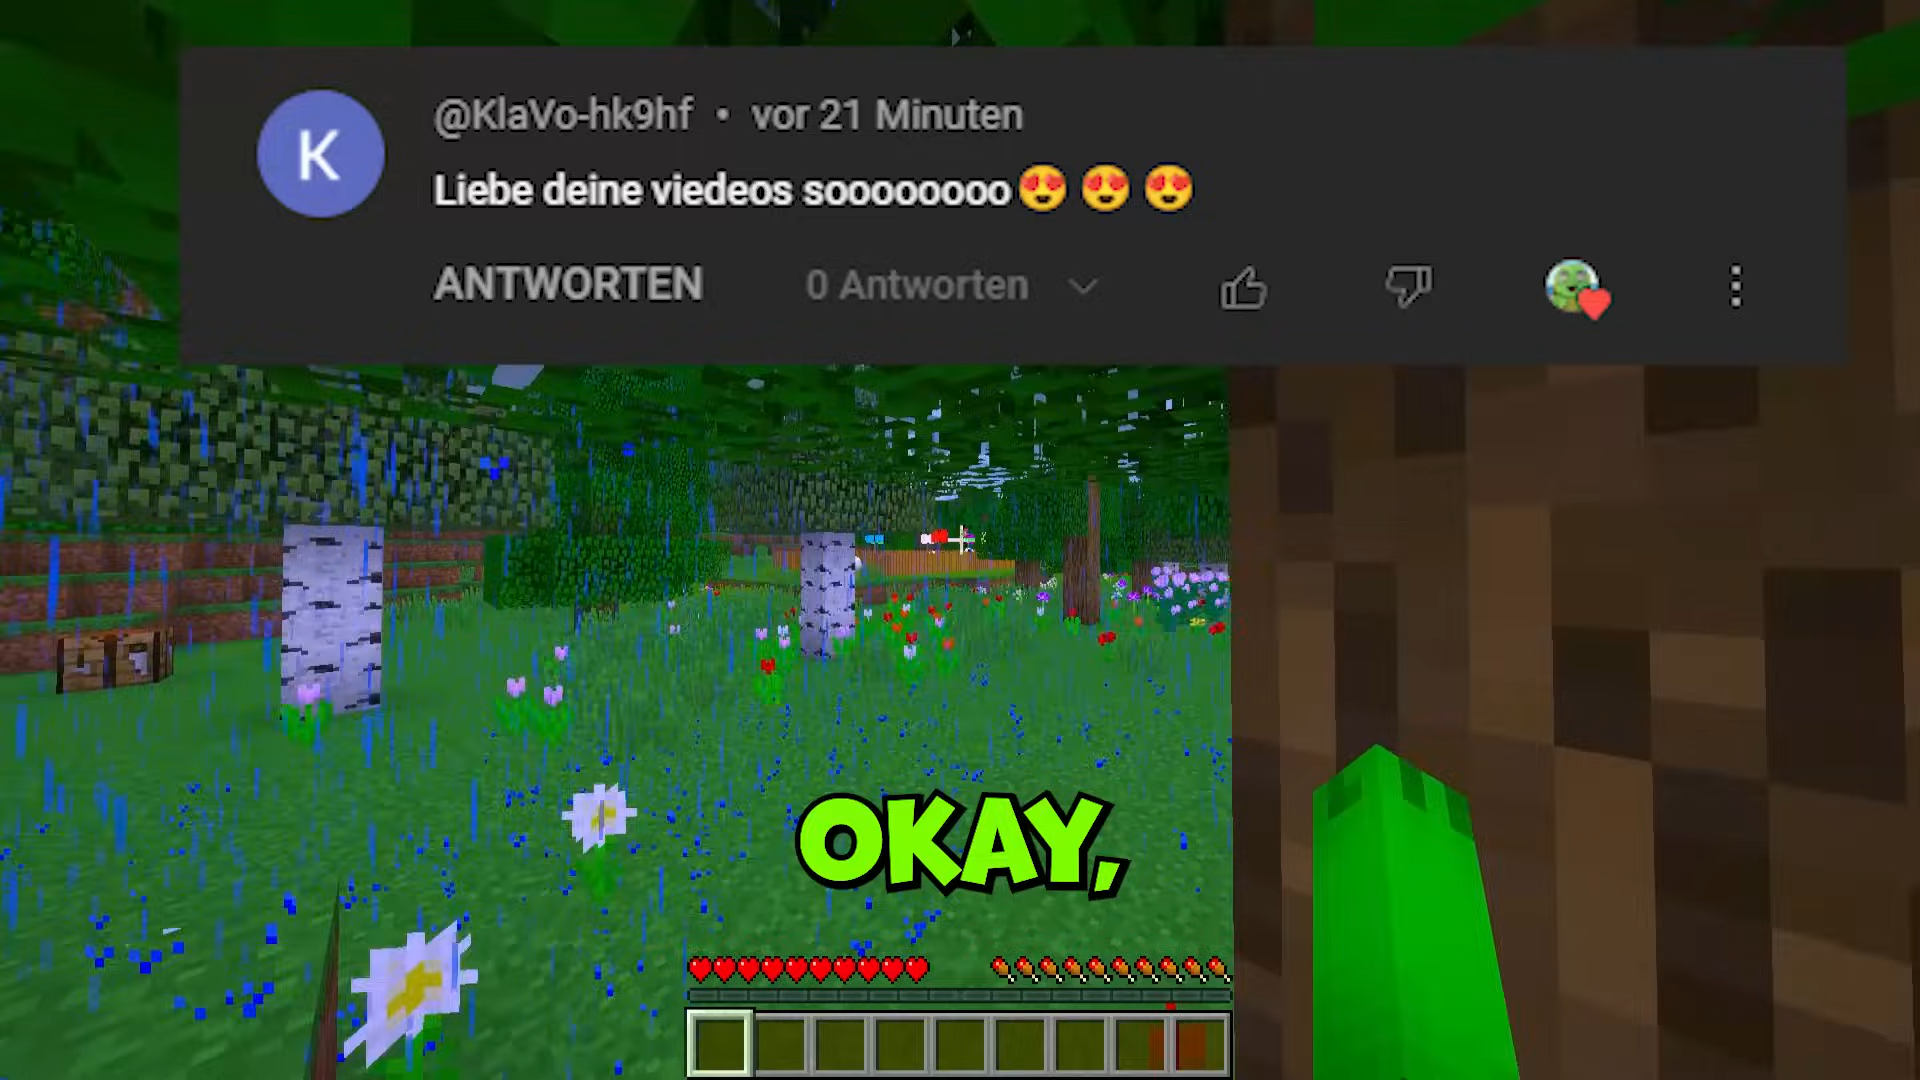 @KlaVo-hk9hf • vor 21 Minuten
K
Liebe deine viedeos soooooooo😍😍😍
ANTWORTEN 0 Antworten
OKAY,